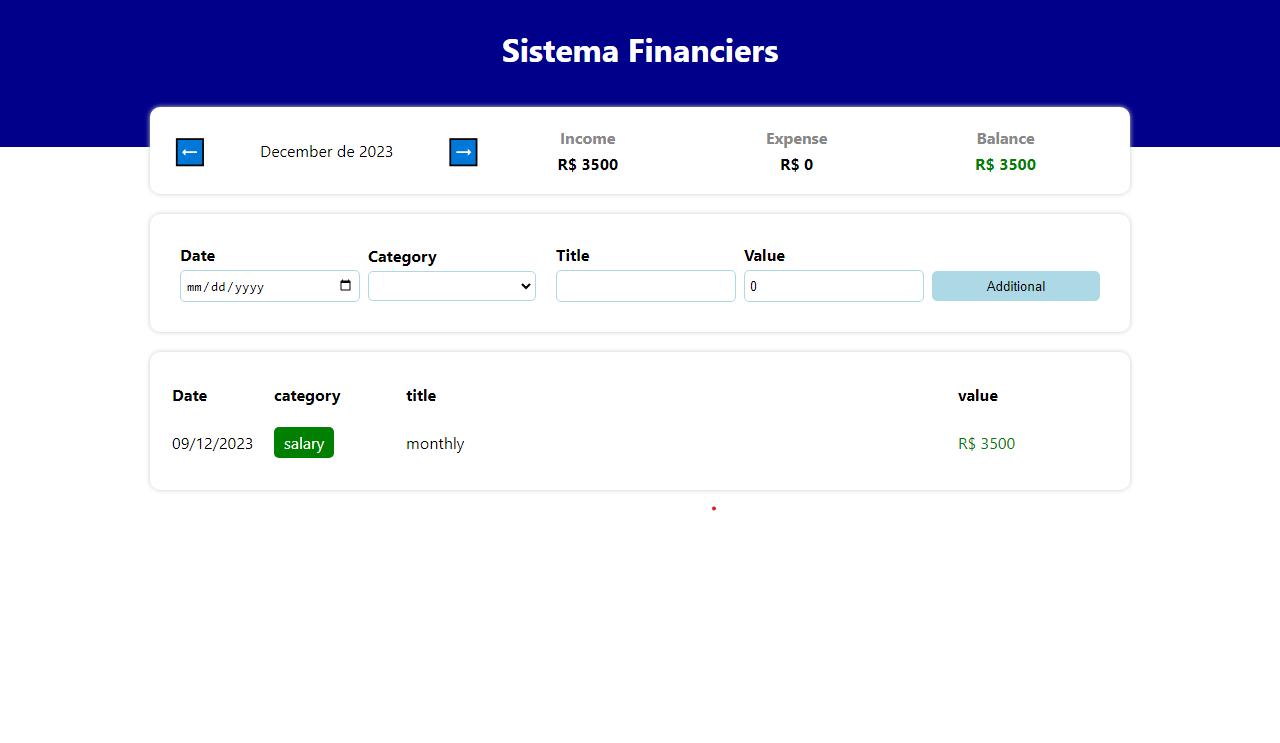 Sistema Financiers
← December de 2023 →
Income Expense Balance
R$ 3500 R$ 0 R$ 3500
Date Category Title Value
mm/dd/yyyy 0 Additional
Date category title value
09/12/2023 salary monthly R$ 3500